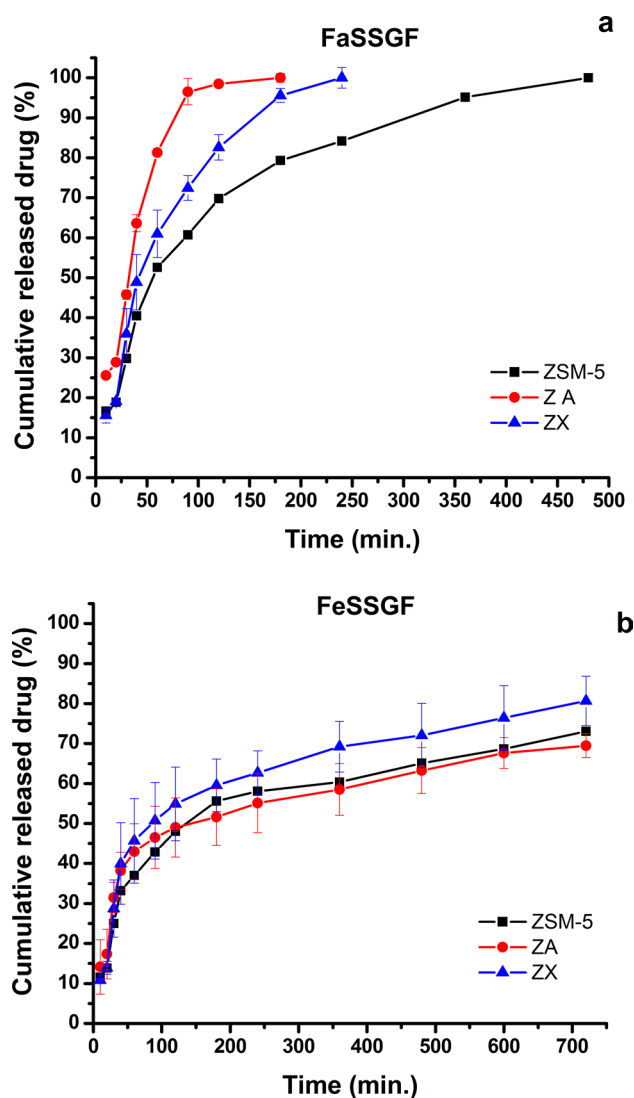 a
FaSSGF
Cumulative released drug (%)
100
90
80
70
60
50
40
30
20
10
0
ZSM-5
Z A
ZX
0 50 100 150 200 250 300 350 400 450 500
Time (min.)
b
FeSSGF
Cumulative released drug (%)
100
90
80
70
60
50
40
30
20
10
0
ZSM-5
ZA
ZX
0 100 200 300 400 500 600 700
Time (min.)